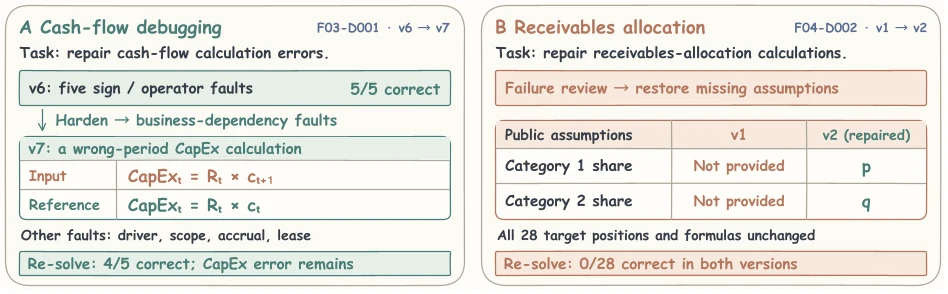 A Cash-flow debugging F03-D001 · v6 → v7
Task: repair cash-flow calculation errors.
v6: five sign / operator faults 5/5 correct
Harden → business-dependency faults
v7: a wrong-period CapEx calculation
Input CapExₜ = Rₜ × cₜ₊₁
Reference CapExₜ = Rₜ × cₜ
Other faults: driver, scope, accrual, lease
Re-solve: 4/5 correct; CapEx error remains
B Receivables allocation F04-D002 · v1 → v2
Task: repair receivables-allocation calculations.
Failure review → restore missing assumptions
Public assumptions v1 v2 (repaired)
Category 1 share Not provided p
Category 2 share Not provided q
All 28 target positions and formulas unchanged
Re-solve: 0/28 correct in both versions